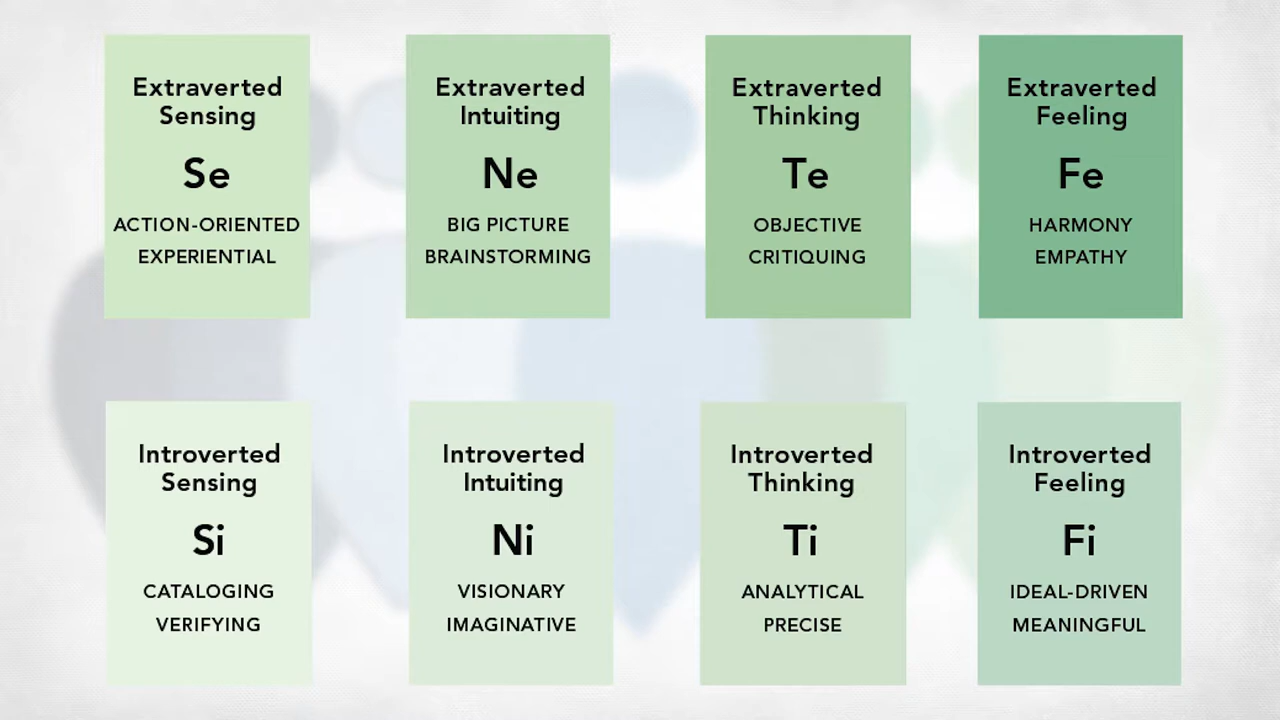 Extraverted
Sensing
Se
ACTION-ORIENTED
EXPERIENTIAL
Extraverted
Intuiting
Ne
BIG PICTURE
BRAINSTORMING
Extraverted
Thinking
Te
OBJECTIVE
CRITIQUING
Extraverted
Feeling
Fe
HARMONY
EMPATHY
Introverted
Sensing
Si
CATALOGING
VERIFYING
Introverted
Intuiting
Ni
VISIONARY
IMAGINATIVE
Introverted
Thinking
Ti
ANALYTICAL
PRECISE
Introverted
Feeling
Fi
IDEAL-DRIVEN
MEANINGFUL